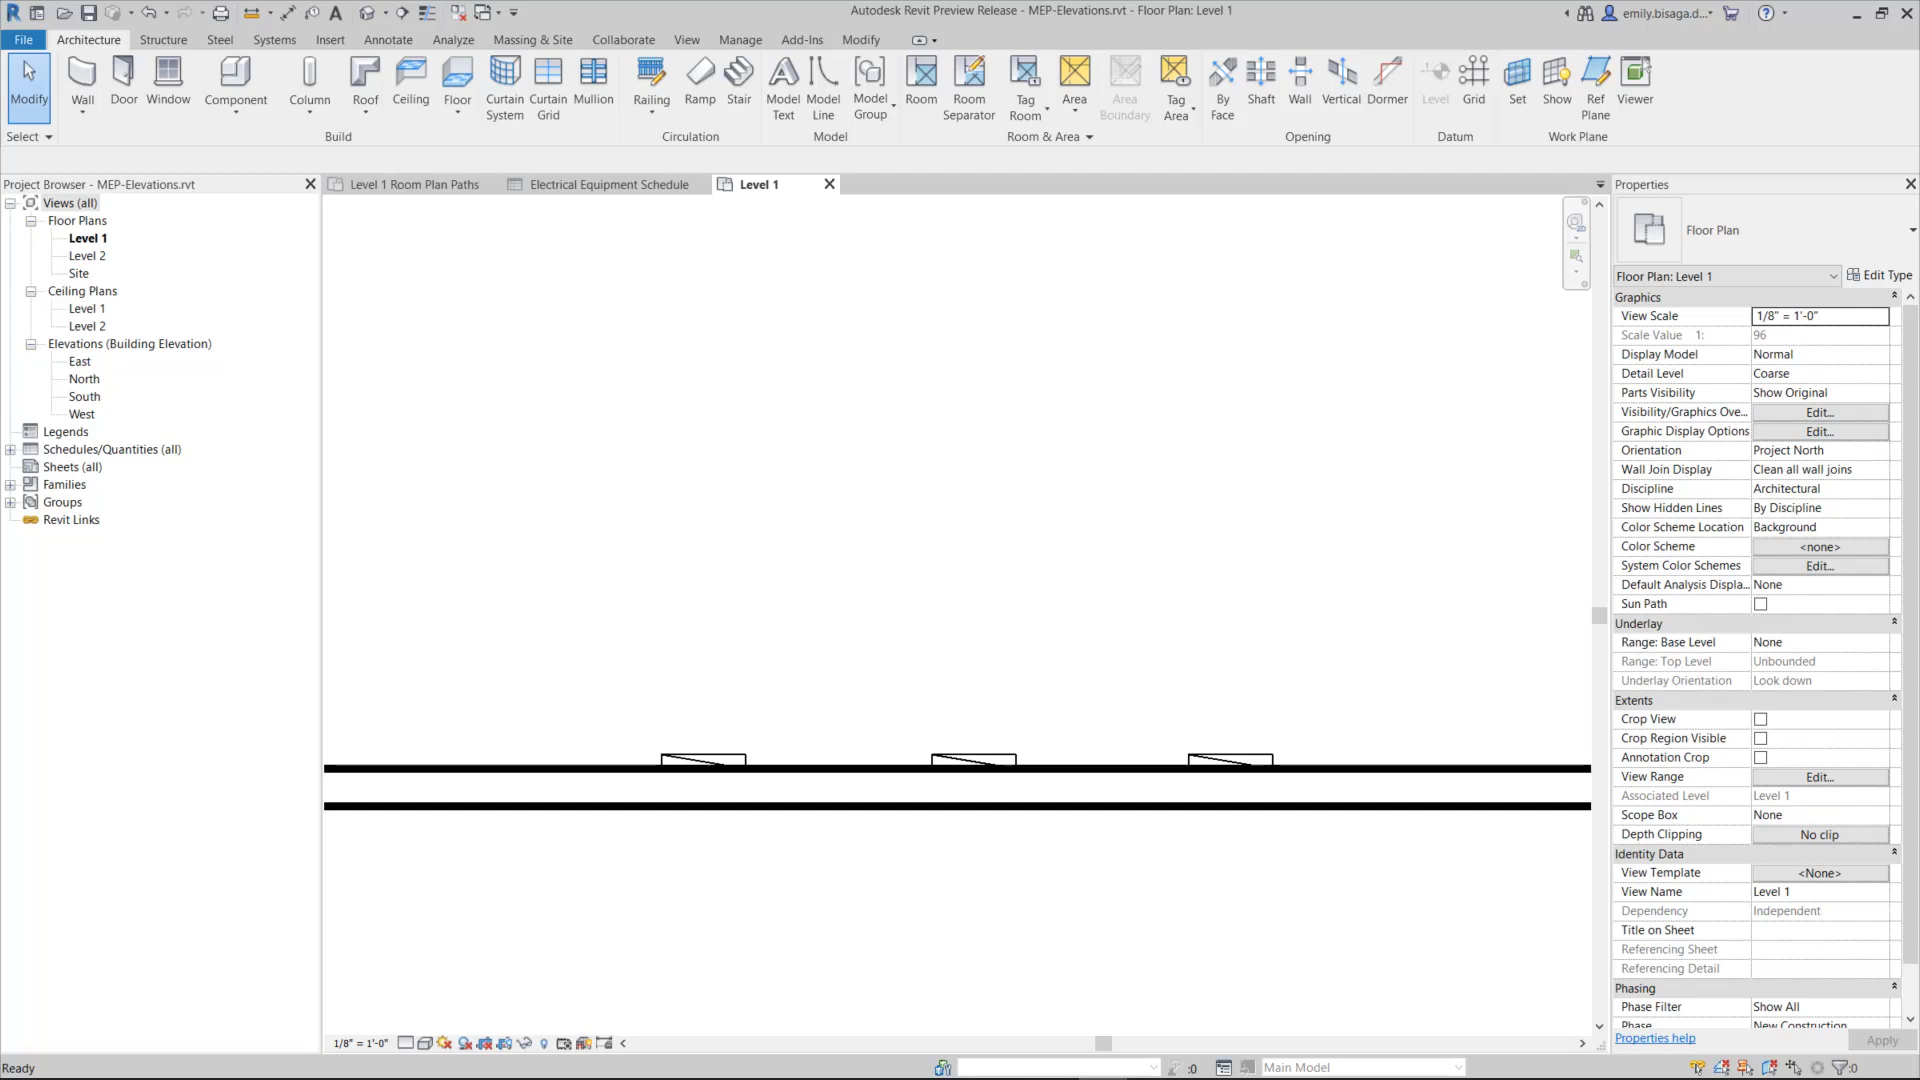 Autodesk Revit Preview Release - MEP-Elevations.rvt - Floor Plan: Level 1
emily.bisaga.d...
File Architecture Structure Steel Systems Insert Annotate Analyze Massing & Site Collaborate View Manage Add-Ins Modify
Modify Wall Door Window Component Column Roof Ceiling Floor Curtain System Curtain Grid Mullion Railing Ramp Stair Model Text Model Line Model Group Room Room Separator Tag Room Area Area Boundary Tag Area By Face Shaft Wall Vertical Dormer Level Grid Set Show Ref Plane Viewer
Select Build Circulation Model Room & Area Opening Datum Work Plane
Project Browser - MEP-Elevations.rvt
Views (all)
Floor Plans
Level 1
Level 2
Site
Ceiling Plans
Level 1
Level 2
Elevations (Building Elevation)
East
North
South
West
Legends
Schedules/Quantities (all)
Sheets (all)
Families
Groups
Revit Links
Level 1 Room Plan Paths Electrical Equipment Schedule Level 1
Properties
Floor Plan
Floor Plan: Level 1 Edit Type
Graphics
View Scale 1/8" = 1'-0"
Scale Value 1: 96
Display Model Normal
Detail Level Coarse
Parts Visibility Show Original
Visibility/Graphics Ove... Edit...
Graphic Display Options Edit...
Orientation Project North
Wall Join Display Clean all wall joins
Discipline Architectural
Show Hidden Lines By Discipline
Color Scheme Location Background
Color Scheme <none>
System Color Schemes Edit...
Default Analysis Displa... None
Sun Path
Underlay
Range: Base Level None
Range: Top Level Unbounded
Underlay Orientation Look down
Extents
Crop View
Crop Region Visible
Annotation Crop
View Range Edit...
Associated Level Level 1
Scope Box None
Depth Clipping No clip
Identity Data
View Template <None>
View Name Level 1
Dependency Independent
Title on Sheet
Referencing Sheet
Referencing Detail
Phasing
Phase Filter Show All
Phase New Construction
Properties help Apply
1/8" = 1'-0"
Ready :0 Main Model :0